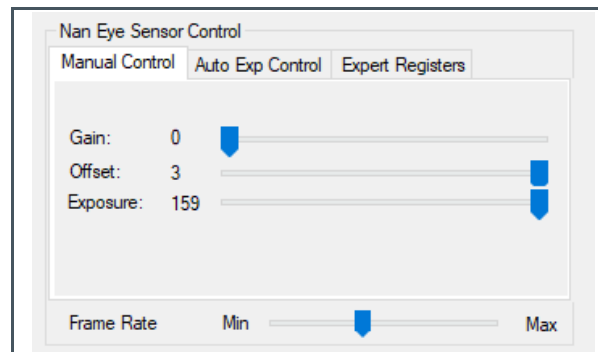 Nan Eye Sensor Control
Manual Control Auto Exp Control Expert Registers
Gain: 0
Offset: 3
Exposure: 159
Frame Rate Min Max